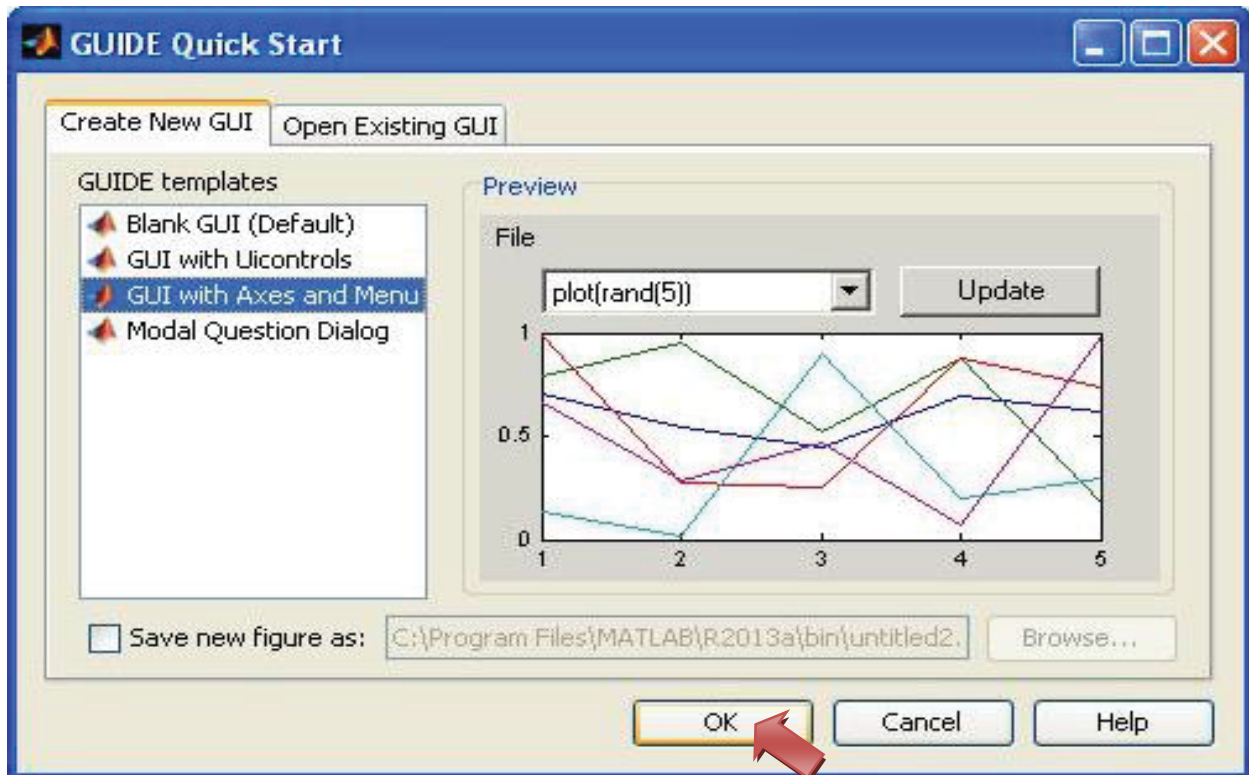 GUIDE Quick Start
Create New GUI
Open Existing GUI
GUIDE templates
Blank GUI (Default)
GUI with Uicontrols
GUI with Axes and Menu
Modal Question Dialog
Preview
File
plot(rand(5))
Update
1
0.5
0
1 2 3 4 5
Save new figure as:
C:\Program Files\MATLAB\R2013a\bin\untitled2.
Browse...
OK
Cancel
Help